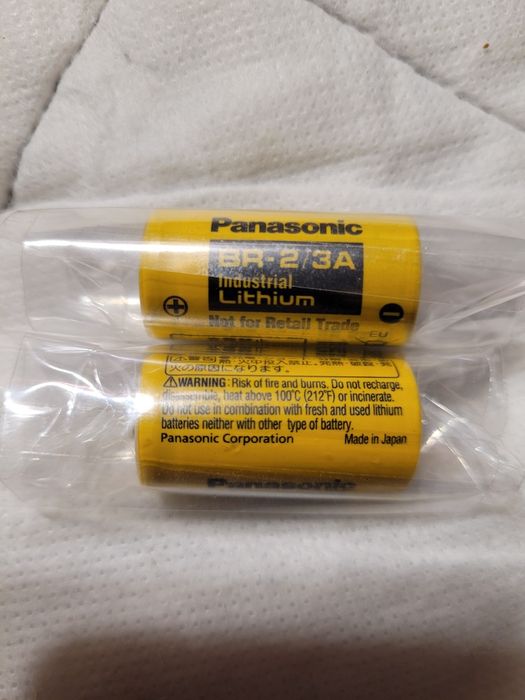 Panasonic
BR-2/3A
Industrial
Lithium
+ -
Not for Retail Trade
EU
火の原因になります。
⚠WARNING: Risk of fire and burns. Do not recharge,
disassemble, heat above 100°C (212°F) or incinerate.
Do not use in combination with fresh and used lithium
batteries neither with other type of battery.
Panasonic Corporation Made in Japan
Panasonic